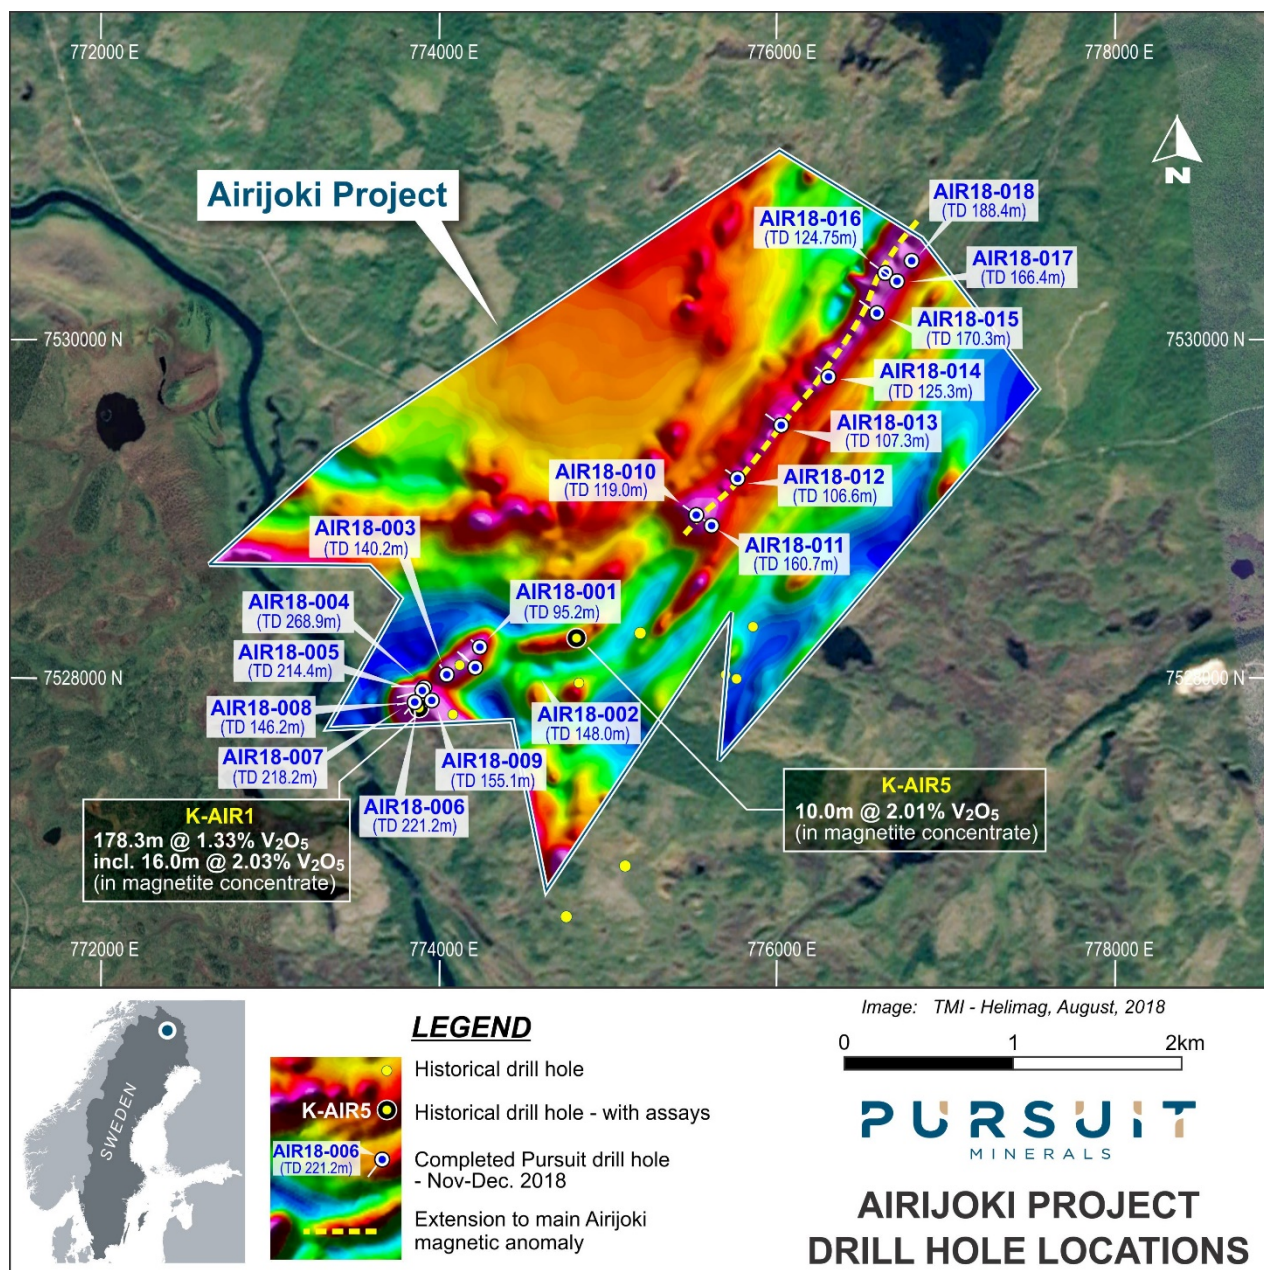 772000 E
774000 E
776000 E
778000 E
Airijoki Project
N
AIR18-018
(TD 188.4m)
AIR18-016
(TD 124.75m)
AIR18-017
(TD 166.4m)
7530000 N
AIR18-015
(TD 170.3m)
7530000 N
AIR18-014
(TD 125.3m)
AIR18-013
(TD 107.3m)
AIR18-010
(TD 119.0m)
AIR18-012
(TD 106.6m)
AIR18-003
(TD 140.2m)
AIR18-011
(TD 160.7m)
AIR18-001
(TD 95.2m)
AIR18-004
(TD 268.9m)
AIR18-005
(TD 214.4m)
7528000 N
7528000 N
AIR18-008
(TD 146.2m)
AIR18-002
(TD 148.0m)
AIR18-007
(TD 218.2m)
AIR18-009
(TD 155.1m)
AIR18-006
(TD 221.2m)
K-AIR1
178.3m @ 1.33% V₂O₅
incl. 16.0m @ 2.03% V₂O₅
(in magnetite concentrate)
K-AIR5
10.0m @ 2.01% V₂O₅
(in magnetite concentrate)
772000 E
774000 E
776000 E
778000 E
SWEDEN
LEGEND
Historical drill hole
K-AIR5
Historical drill hole - with assays
AIR18-006
(TD 221.2m)
Completed Pursuit drill hole
- Nov-Dec. 2018
Extension to main Airijoki
magnetic anomaly
Image: TMI - Helimag, August, 2018
0 1 2km
PURSUIT
MINERALS
AIRIJOKI PROJECT
DRILL HOLE LOCATIONS